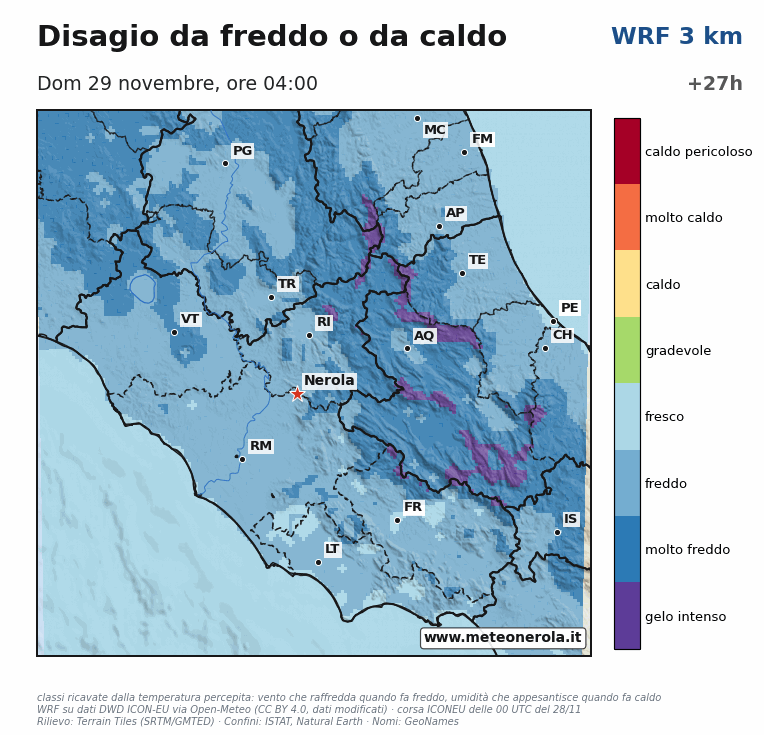 Disagio da freddo o da caldo
WRF 3 km
Dom 29 novembre, ore 04:00
+27h
MC
FM
PG
AP
TE
TR
PE
VT
RI
AQ
CH
Nerola
RM
FR
IS
LT
www.meteonerola.it
caldo pericoloso
molto caldo
caldo
gradevole
fresco
freddo
molto freddo
gelo intenso
classi ricavate dalla temperatura percepita: vento che raffredda quando fa freddo, umidità che appesantisce quando fa caldo
WRF su dati DWD ICON-EU via Open-Meteo (CC BY 4.0, dati modificati) · corsa ICONEU delle 00 UTC del 28/11
Rilievo: Terrain Tiles (SRTM/GMTED) · Confini: ISTAT, Natural Earth · Nomi: GeoNames